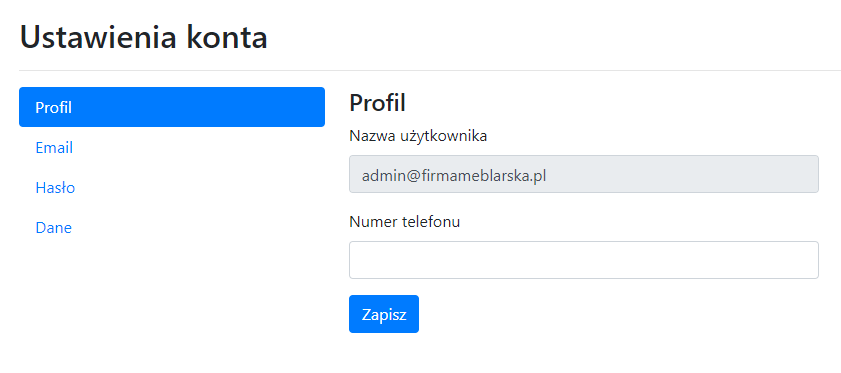 Ustawienia konta
Profil
Email
Hasło
Dane
Profil
Nazwa użytkownika
admin@firmameblarska.pl
Numer telefonu
Zapisz